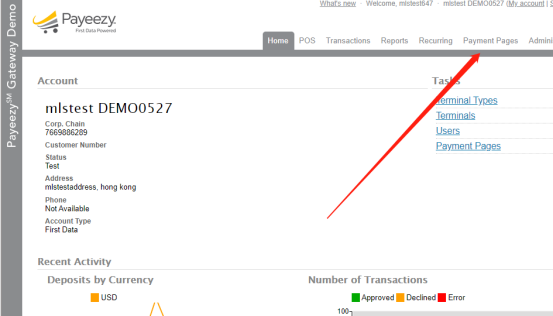 What's new · Welcome, mlstest647 · mlstest DEMO0527 (My account | S
Payeezy℠ Gateway Demo
Payeezy
First Data Powered
Home POS Transactions Reports Recurring Payment Pages Admini
Account
Tasks
mlstest DEMO0527
Corp. Chain
7669886289
Customer Number
Status
Test
Address
mlstestaddress, hong kong
Phone
Not Available
Account Type
First Data
Terminal Types
Terminals
Users
Payment Pages
Recent Activity
Deposits by Currency
USD
Number of Transactions
Approved Declined Error
100